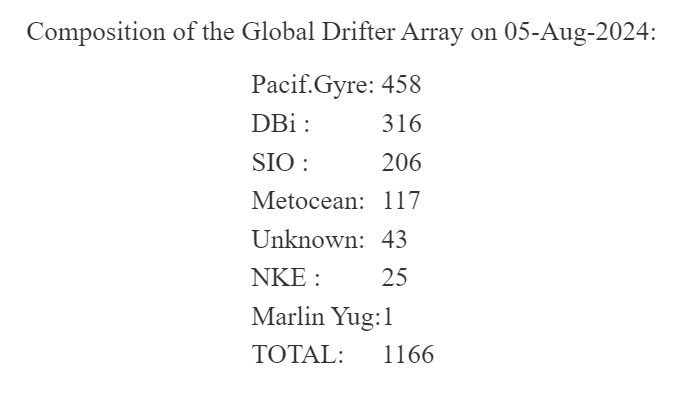 Composition of the Global Drifter Array on 05-Aug-2024:
Pacif.Gyre: 458
DBi : 316
SIO : 206
Metocean: 117
Unknown: 43
NKE : 25
Marlin Yug:1
TOTAL: 1166